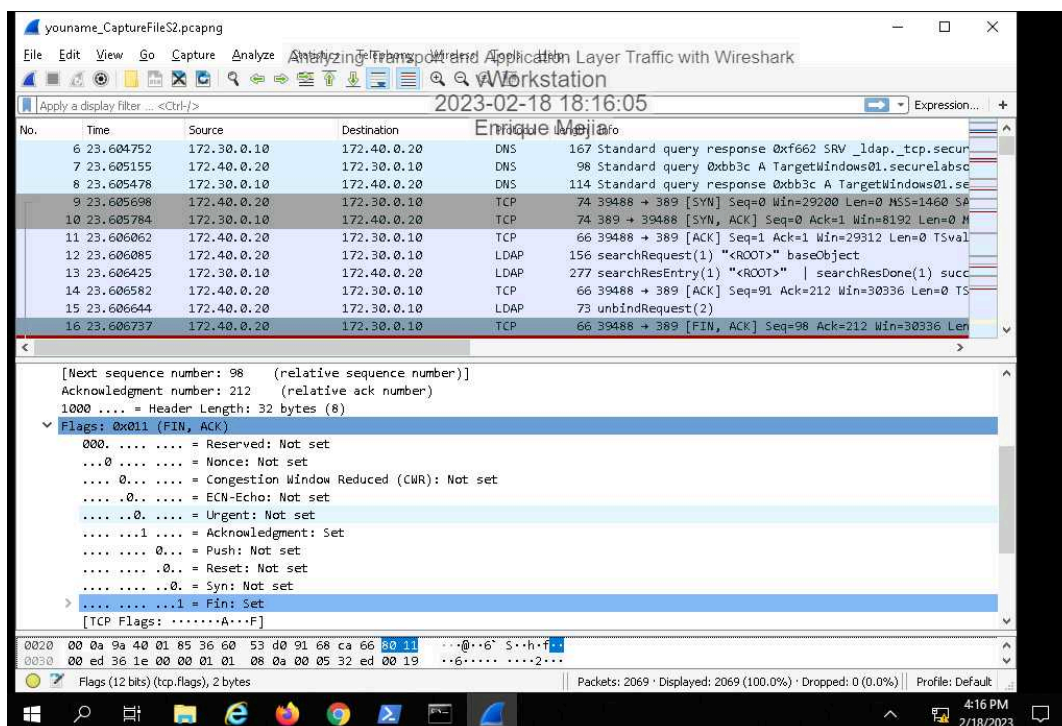 youname_CaptureFileS2.pcapng
File Edit View Go Capture Analyze Statistics Telephony Wireless Tools Help
Analyzing Transport and Application Layer Traffic with Wireshark
vWorkstation
2023-02-18 18:16:05
Enrique Mejia
Apply a display filter ... <Ctrl-/> Expression... +
No. Time Source Destination Protocol Length Info
6 23.604752 172.30.0.10 172.40.0.20 DNS 167 Standard query response 0xf662 SRV _ldap._tcp.secur
7 23.605155 172.40.0.20 172.30.0.10 DNS 98 Standard query 0xbb3c A TargetWindows01.securelabso
8 23.605478 172.30.0.10 172.40.0.20 DNS 114 Standard query response 0xbb3c A TargetWindows01.se
9 23.605698 172.40.0.20 172.30.0.10 TCP 74 39488 → 389 [SYN] Seq=0 Win=29200 Len=0 MSS=1460 SA
10 23.605784 172.30.0.10 172.40.0.20 TCP 74 389 → 39488 [SYN, ACK] Seq=0 Ack=1 Win=8192 Len=0 M
11 23.606062 172.40.0.20 172.30.0.10 TCP 66 39488 → 389 [ACK] Seq=1 Ack=1 Win=29312 Len=0 TSval
12 23.606085 172.40.0.20 172.30.0.10 LDAP 156 searchRequest(1) "<ROOT>" baseObject
13 23.606425 172.30.0.10 172.40.0.20 LDAP 277 searchResEntry(1) "<ROOT>" | searchResDone(1) succ
14 23.606582 172.40.0.20 172.30.0.10 TCP 66 39488 → 389 [ACK] Seq=91 Ack=212 Win=30336 Len=0 TS
15 23.606644 172.40.0.20 172.30.0.10 LDAP 73 unbindRequest(2)
16 23.606737 172.40.0.20 172.30.0.10 TCP 66 39488 → 389 [FIN, ACK] Seq=98 Ack=212 Win=30336 Len
[Next sequence number: 98 (relative sequence number)]
Acknowledgment number: 212 (relative ack number)
1000 .... = Header Length: 32 bytes (8)
Flags: 0x011 (FIN, ACK)
000. .... .... = Reserved: Not set
...0 .... .... = Nonce: Not set
.... 0... .... = Congestion Window Reduced (CWR): Not set
.... .0.. .... = ECN-Echo: Not set
.... ..0. .... = Urgent: Not set
.... ...1 .... = Acknowledgment: Set
.... .... 0... = Push: Not set
.... .... .0.. = Reset: Not set
.... .... ..0. = Syn: Not set
.... .... ...1 = Fin: Set
[TCP Flags: ·······A···F]
0020 00 0a 9a 40 01 85 36 60 53 d0 91 68 ca 66 80 11 ···@··6` S··h·f··
0030 00 ed 36 1e 00 00 01 01 08 0a 00 05 32 ed 00 19 ··6····· ····2···
Flags (12 bits) (tcp.flags), 2 bytes Packets: 2069 · Displayed: 2069 (100.0%) · Dropped: 0 (0.0%) Profile: Default
4:16 PM
2/18/2023